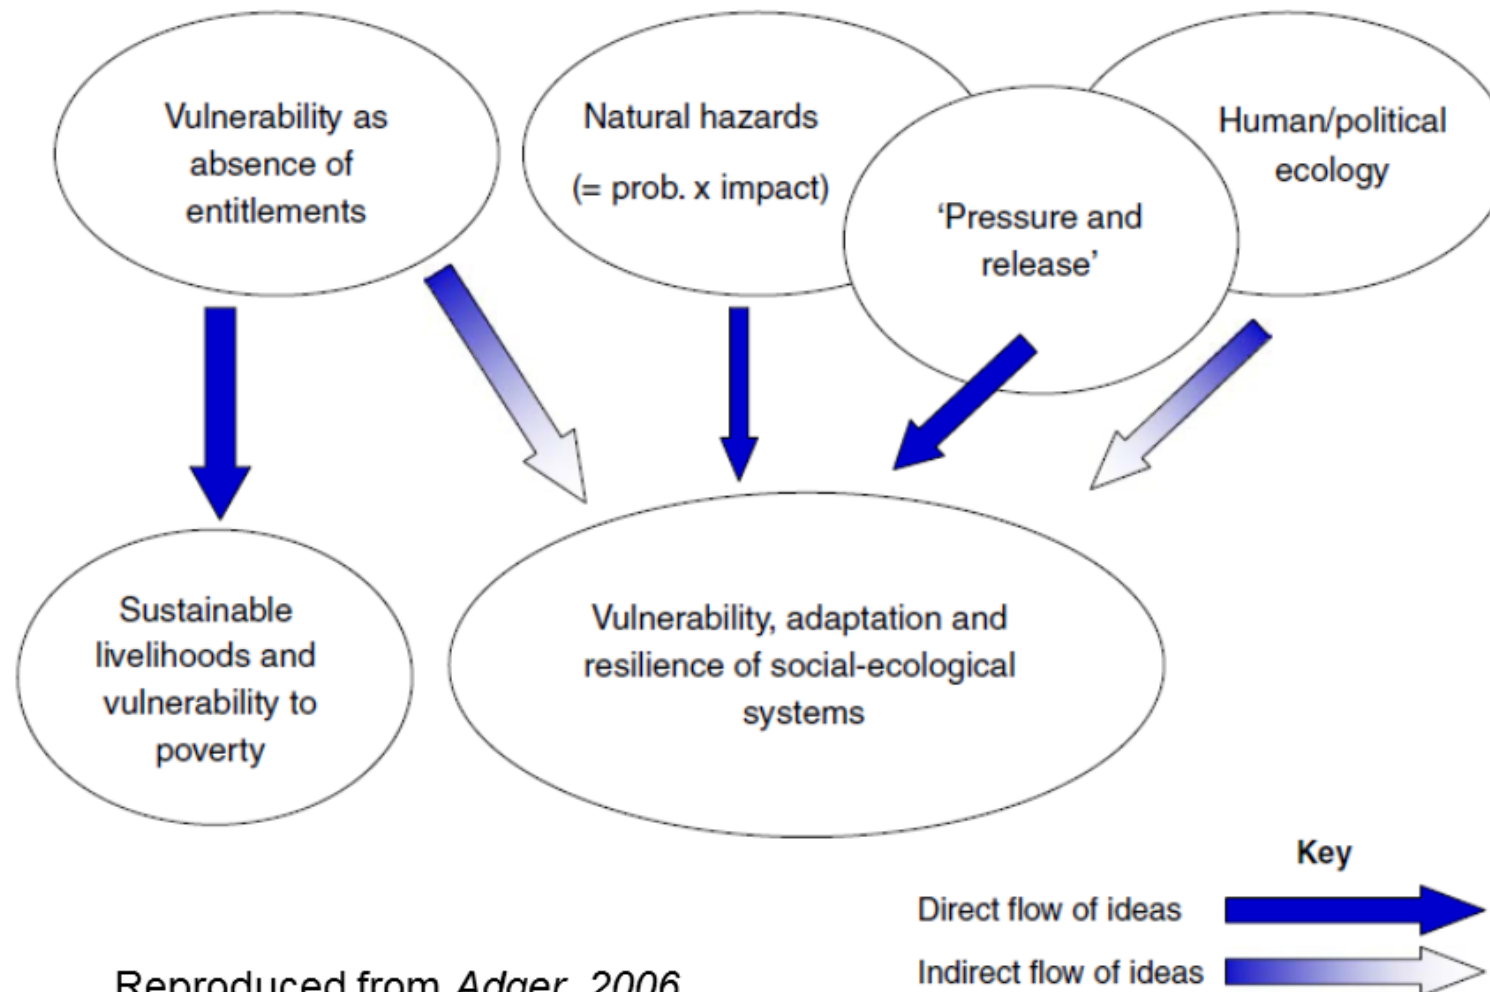 Vulnerability as
absence of
entitlements
Natural hazards
(= prob. x impact)
‘Pressure and
release’
Human/political
ecology
Sustainable
livelihoods and
vulnerability to
poverty
Vulnerability, adaptation and
resilience of social-ecological
systems
Key
Direct flow of ideas
Indirect flow of ideas
Reproduced from Adger, 2006